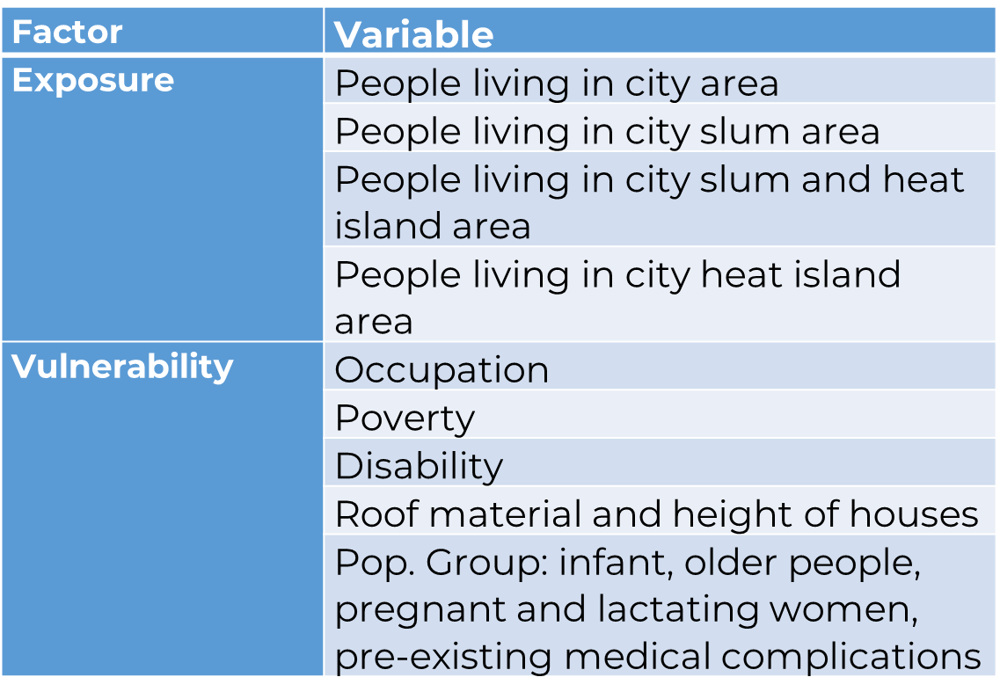 Factor
Variable
Exposure
People living in city area
People living in city slum area
People living in city slum and heat
island area
People living in city heat island
area
Vulnerability
Occupation
Poverty
Disability
Roof material and height of houses
Pop. Group: infant, older people,
pregnant and lactating women,
pre-existing medical complications